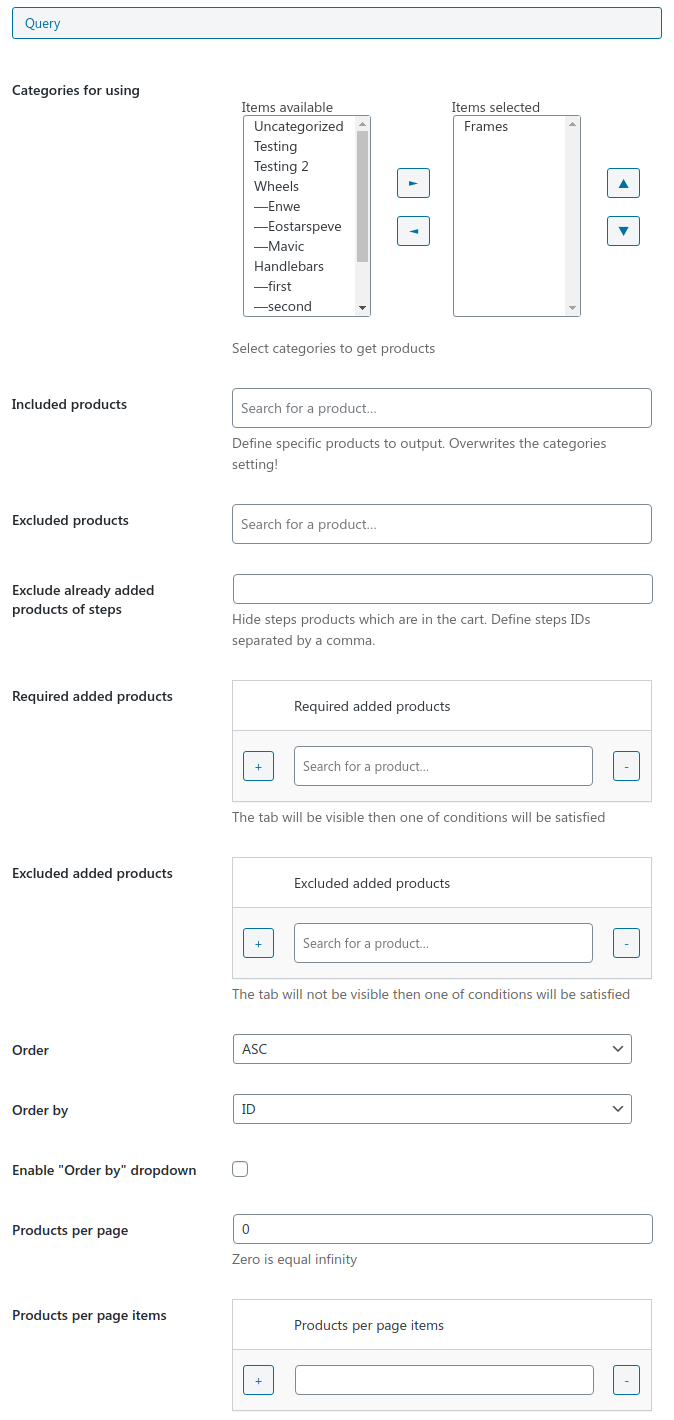 Query
Categories for using
Items available
Items selected
Uncategorized
Testing
Testing 2
Wheels
—Enwe
—Eostarspeve
—Mavic
Handlebars
—first
—second
Frames
►
◄
▲
▼
Select categories to get products
Included products
Search for a product...
Define specific products to output. Overwrites the categories
setting!
Excluded products
Search for a product...
Exclude already added
products of steps
Hide steps products which are in the cart. Define steps IDs
separated by a comma.
Required added products
Required added products
+ Search for a product... -
The tab will be visible then one of conditions will be satisfied
Excluded added products
Excluded added products
+ Search for a product... -
The tab will not be visible then one of conditions will be satisfied
Order
ASC
Order by
ID
Enable "Order by" dropdown
Products per page
0
Zero is equal infinity
Products per page items
Products per page items
+ -